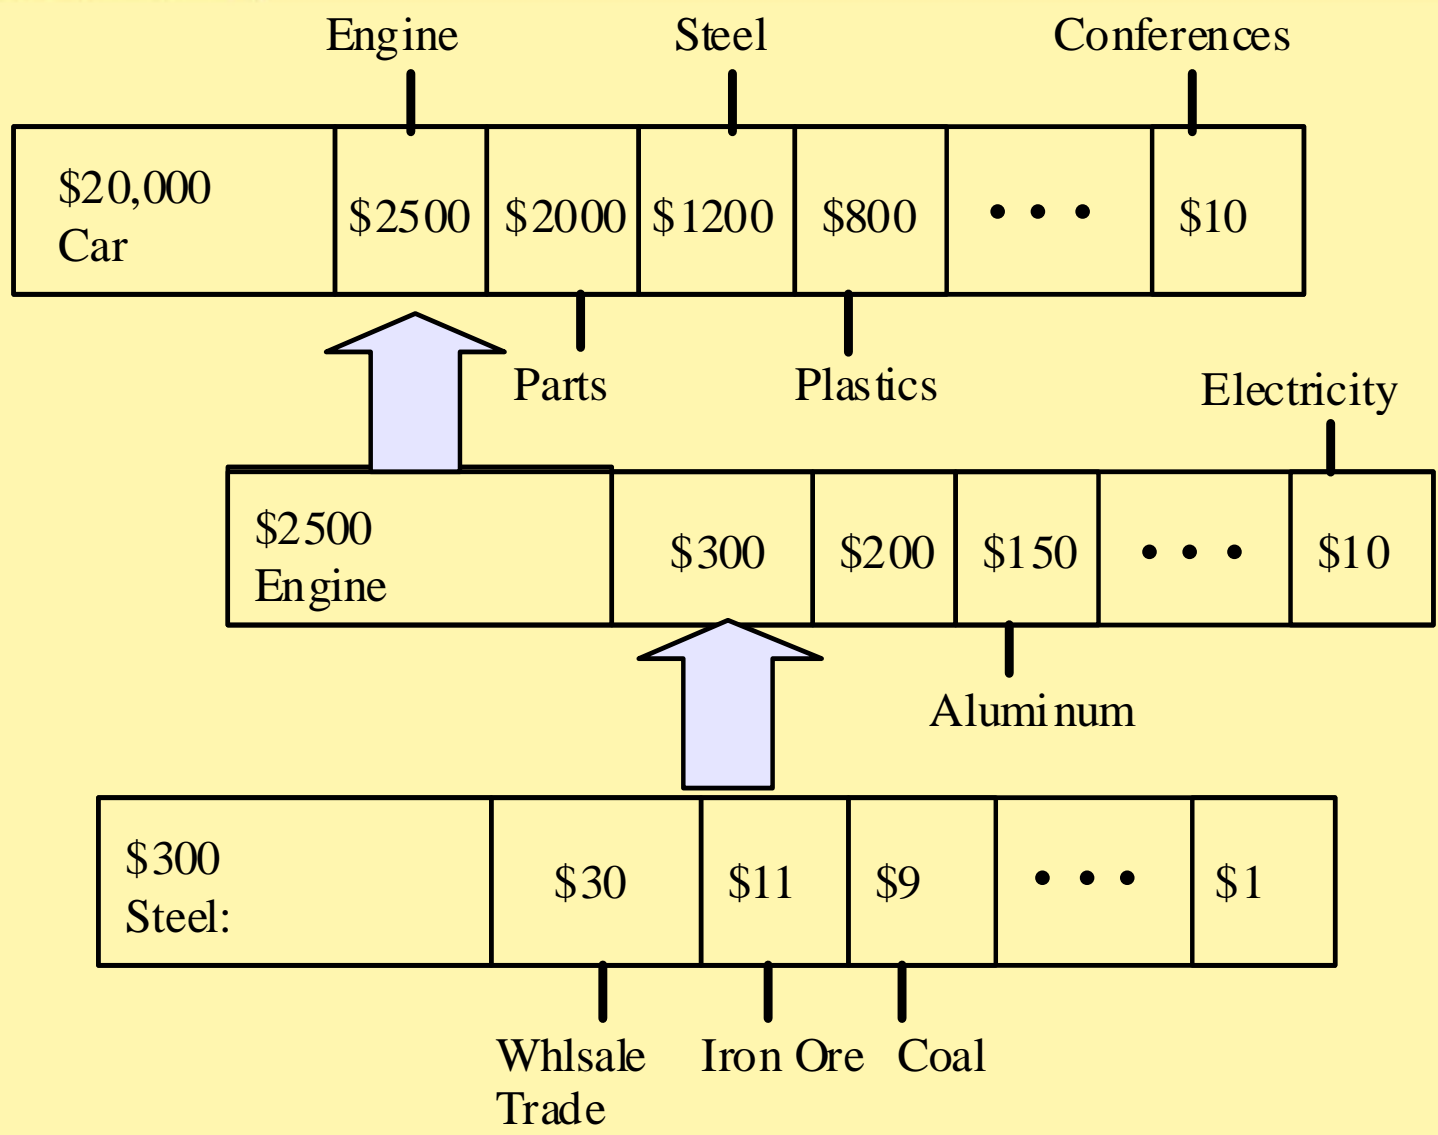 Engine Steel Conferences
$20,000
Car
$2500 $2000 $1200 $800 • • • $10
Parts Plastics
Electricity
$2500
Engine
$300 $200 $150 • • • $10
Aluminum
$300
Steel:
$30 $11 $9 • • • $1
Whlsale Iron Ore Coal
Trade